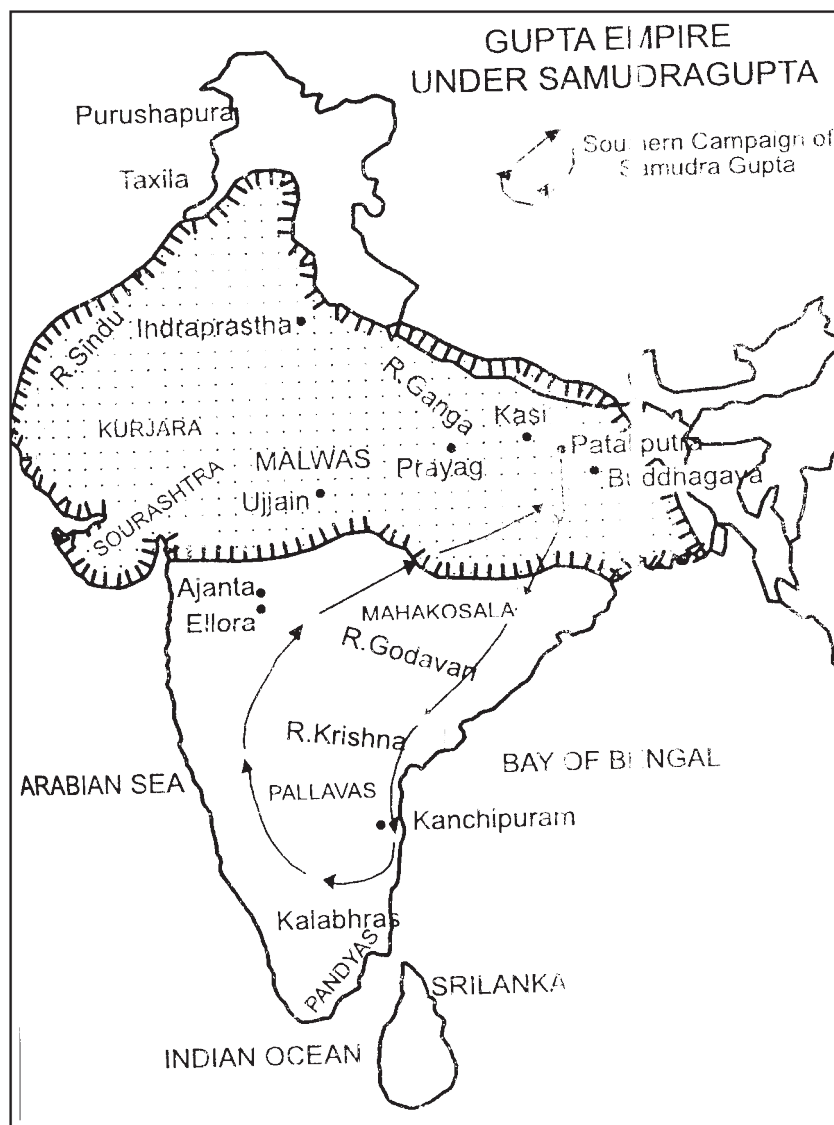 GUPTA EMPIRE
UNDER SAMUDRAGUPTA
Southern Campaign of
Samudra Gupta
Purushapura
Taxila
Indraprastha
R.Sindu
R.Ganga
Kasi
KURJARA
MALWAS
Prayag
Pataliputra
Buddhagaya
Ujjain
SOURASHTRA
Ajanta
Ellora
MAHAKOSALA
R.Godavari
R.Krishna
BAY OF BENGAL
ARABIAN SEA
PALLAVAS
Kanchipuram
Kalabhras
PANDYAS
SRILANKA
INDIAN OCEAN